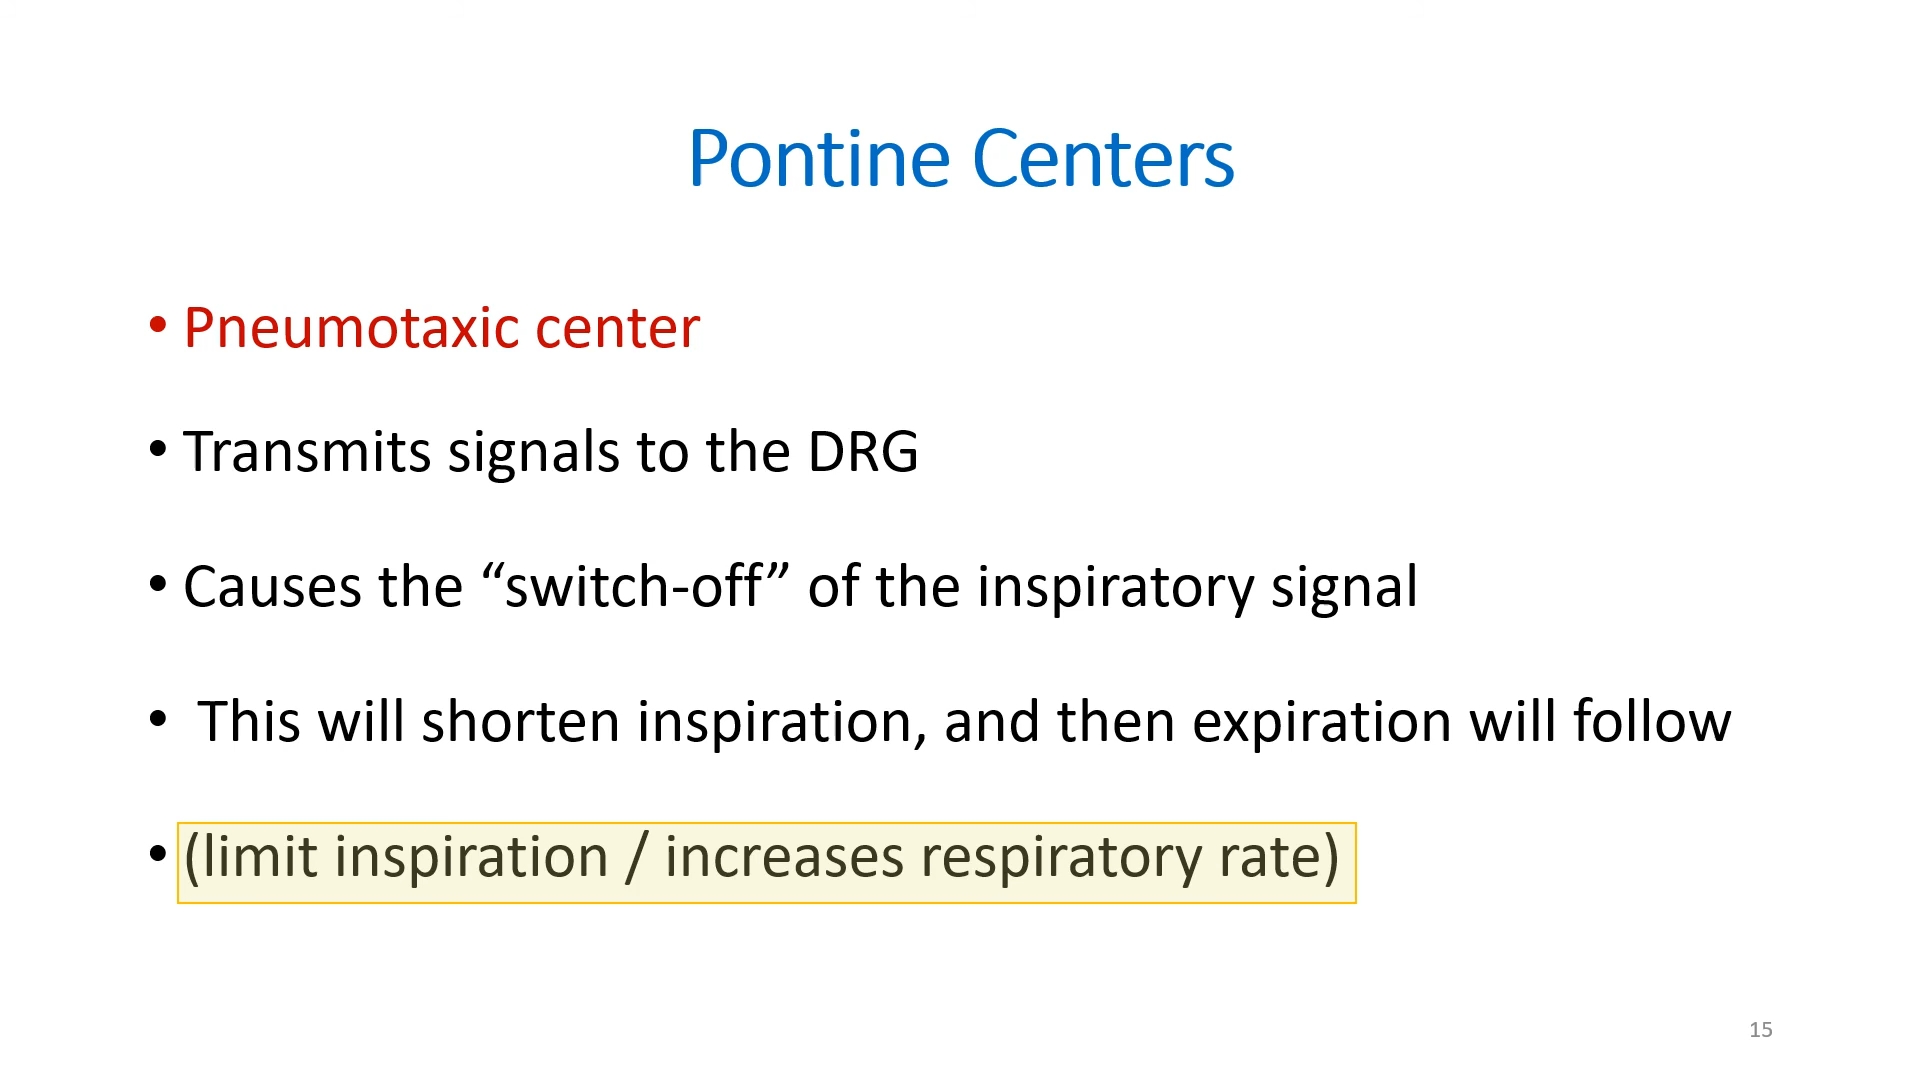 Pontine Centers
• Pneumotaxic center
• Transmits signals to the DRG
• Causes the “switch-off” of the inspiratory signal
• This will shorten inspiration, and then expiration will follow
• (limit inspiration / increases respiratory rate)
15